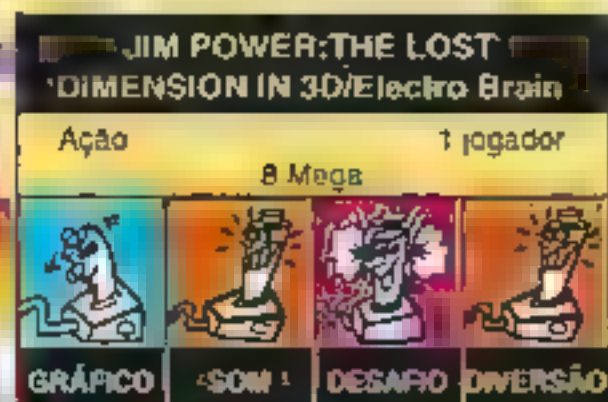 JIM POWER:THE LOST
DIMENSION IN 3D/Electro Brain
Ação 1 jogador
8 Mega
GRÁFICO SOM DESAFIO DIVERSÃO